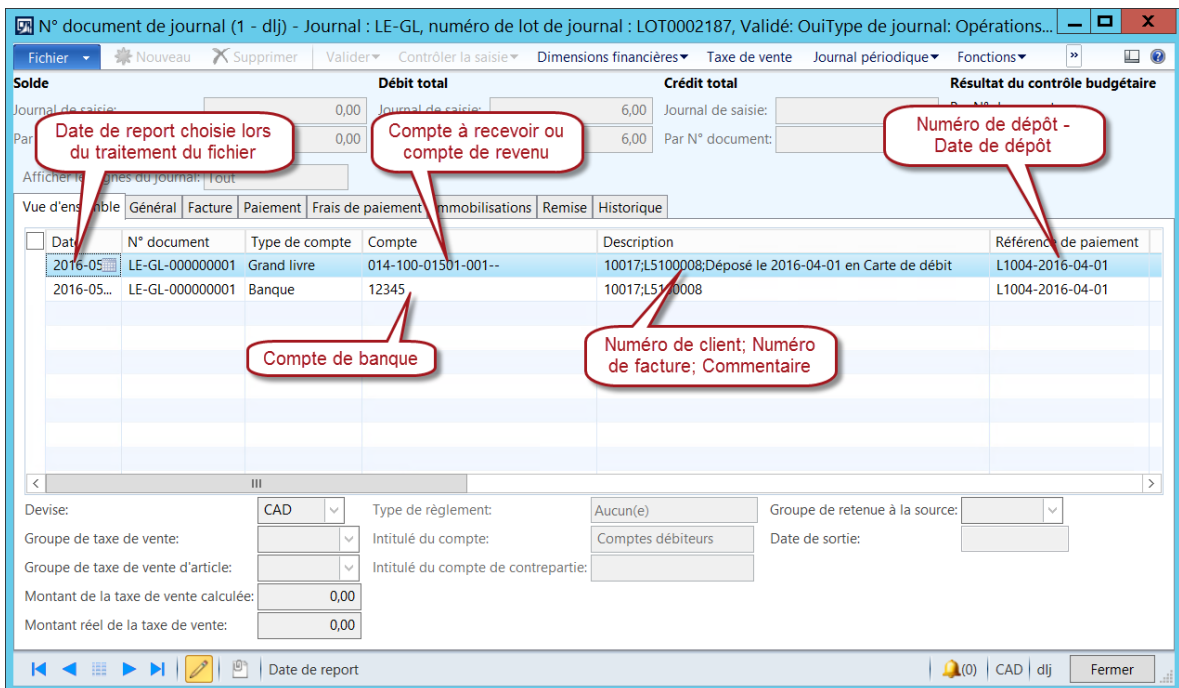 N° document de journal (1 - dlj) - Journal : LE-GL, numéro de lot de journal : LOT0002187, Validé: OuiType de journal: Opérations...
Fichier Nouveau Supprimer Valider Contrôler la saisie Dimensions financières Taxe de vente Journal périodique Fonctions »
Solde Débit total Crédit total Résultat du contrôle budgétaire
Journal de saisie: 0,00 Journal de saisie: 6,00 Journal de saisie:
Par 0,00 6,00 Par N° document:
Date de report choisie lors
du traitement du fichier
Compte à recevoir ou
compte de revenu
Numéro de dépôt -
Date de dépôt
Afficher les lignes du journal: Tout
Vue d'ensemble Général Facture Paiement Frais de paiement Immobilisations Remise Historique
Date N° document Type de compte Compte Description Référence de paiement
2016-05 LE-GL-000000001 Grand livre 014-100-01501-001-- 10017;L5100008;Déposé le 2016-04-01 en Carte de débit L1004-2016-04-01
2016-05... LE-GL-000000001 Banque 12345 10017;L5100008 L1004-2016-04-01
Compte de banque
Numéro de client; Numéro
de facture; Commentaire
Devise: CAD Type de règlement: Aucun(e) Groupe de retenue à la source:
Groupe de taxe de vente: Intitulé du compte: Comptes débiteurs Date de sortie:
Groupe de taxe de vente d'article: Intitulé du compte de contrepartie:
Montant de la taxe de vente calculée: 0,00
Montant réel de la taxe de vente: 0,00
Date de report (0) CAD dlj Fermer